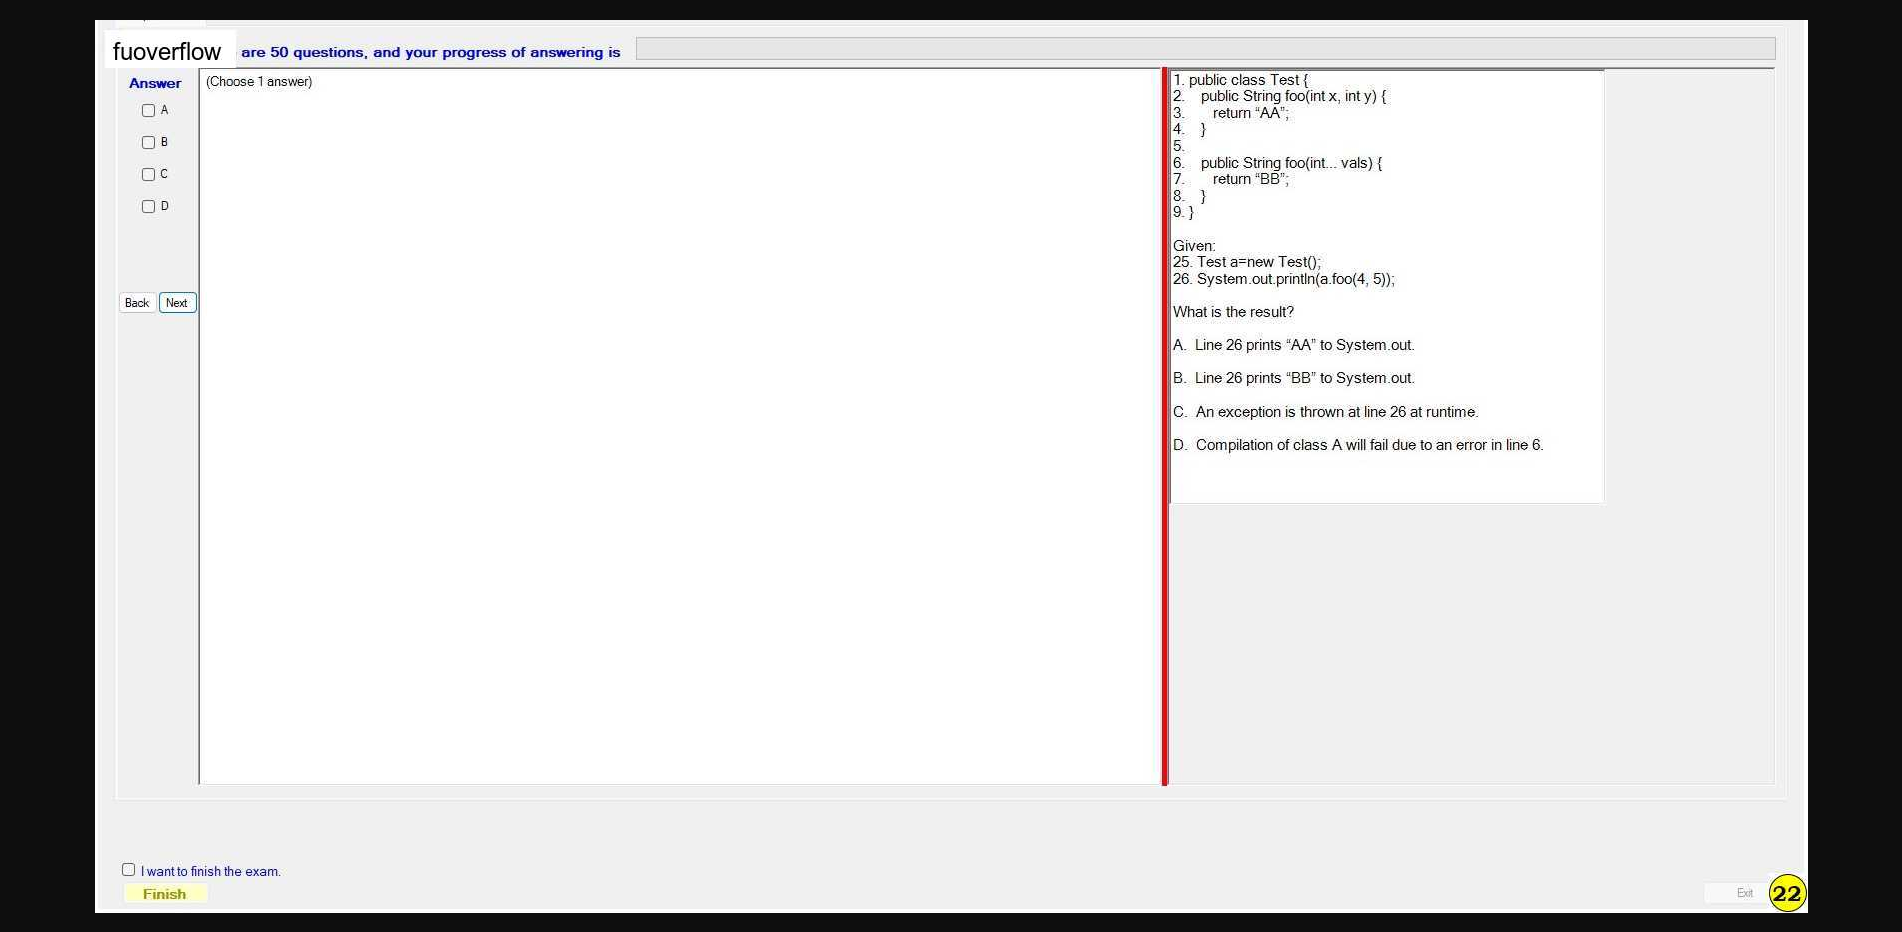 fuoverflow are 50 questions, and your progress of answering is
Answer
(Choose 1 answer)
A
B
C
D
Back Next
1. public class Test {
2. public String foo(int x, int y) {
3. return “AA”;
4. }
5.
6. public String foo(int... vals) {
7. return “BB”;
8. }
9. }
Given:
25. Test a=new Test();
26. System.out.println(a.foo(4, 5));
What is the result?
A. Line 26 prints “AA” to System.out.
B. Line 26 prints “BB” to System.out.
C. An exception is thrown at line 26 at runtime.
D. Compilation of class A will fail due to an error in line 6.
I want to finish the exam.
Finish
Exit
22